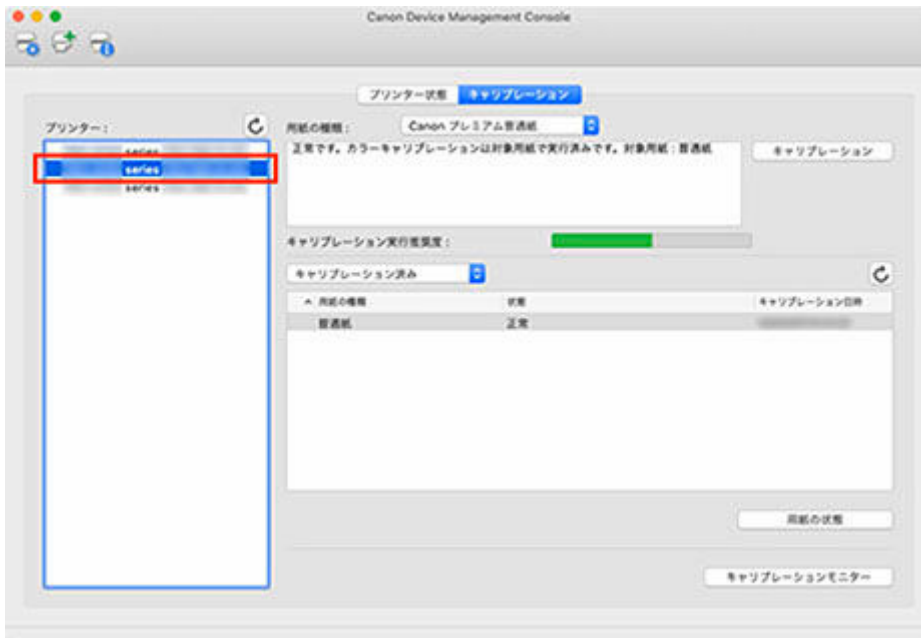 Canon Device Management Console
プリンター状態 キャリブレーション
プリンター：
用紙の種類： Canon プレミアム普通紙
series
series
series
正常です。カラーキャリブレーションは対象用紙で実行済みです。対象用紙：普通紙
キャリブレーション
キャリブレーション実行推奨度：
キャリブレーション済み
用紙の種類 状態 キャリブレーション日時
普通紙 正常
用紙の状態
キャリブレーションモニター